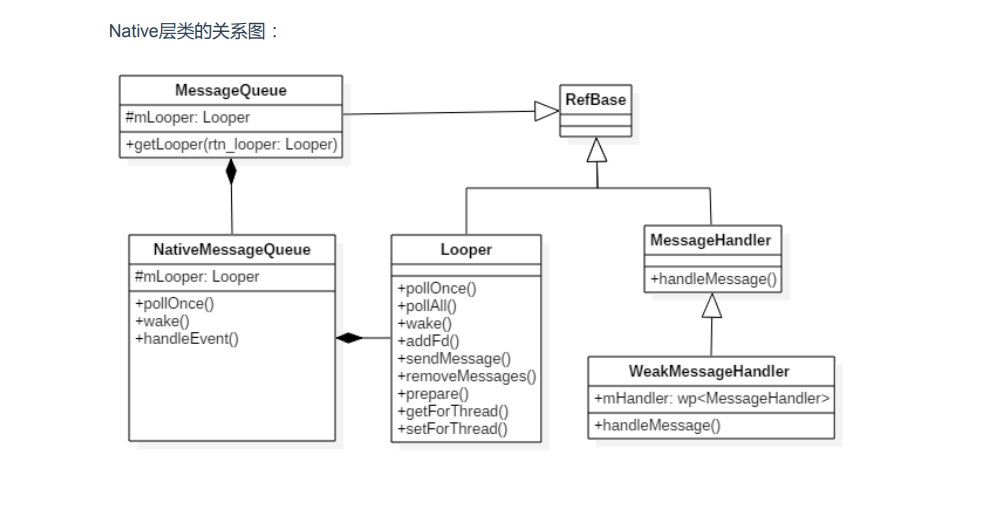 Native层类的关系图：
MessageQueue
#mLooper: Looper
+getLooper(rtn_looper: Looper)
RefBase
NativeMessageQueue
#mLooper: Looper
+pollOnce()
+wake()
+handleEvent()
Looper
+pollOnce()
+pollAll()
+wake()
+addFd()
+sendMessage()
+removeMessages()
+prepare()
+getForThread()
+setForThread()
MessageHandler
+handleMessage()
WeakMessageHandler
+mHandler: wp<MessageHandler>
+handleMessage()